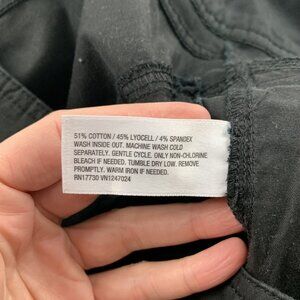 51% COTTON / 45% LYOCELL / 4% SPANDEX
WASH INSIDE OUT. MACHINE WASH COLD
SEPARATELY. GENTLE CYCLE. ONLY NON-CHLORINE
BLEACH IF NEEDED. TUMBLE DRY LOW. REMOVE
PROMPTLY. WARM IRON IF NEEDED.
RN17730 VN1247024